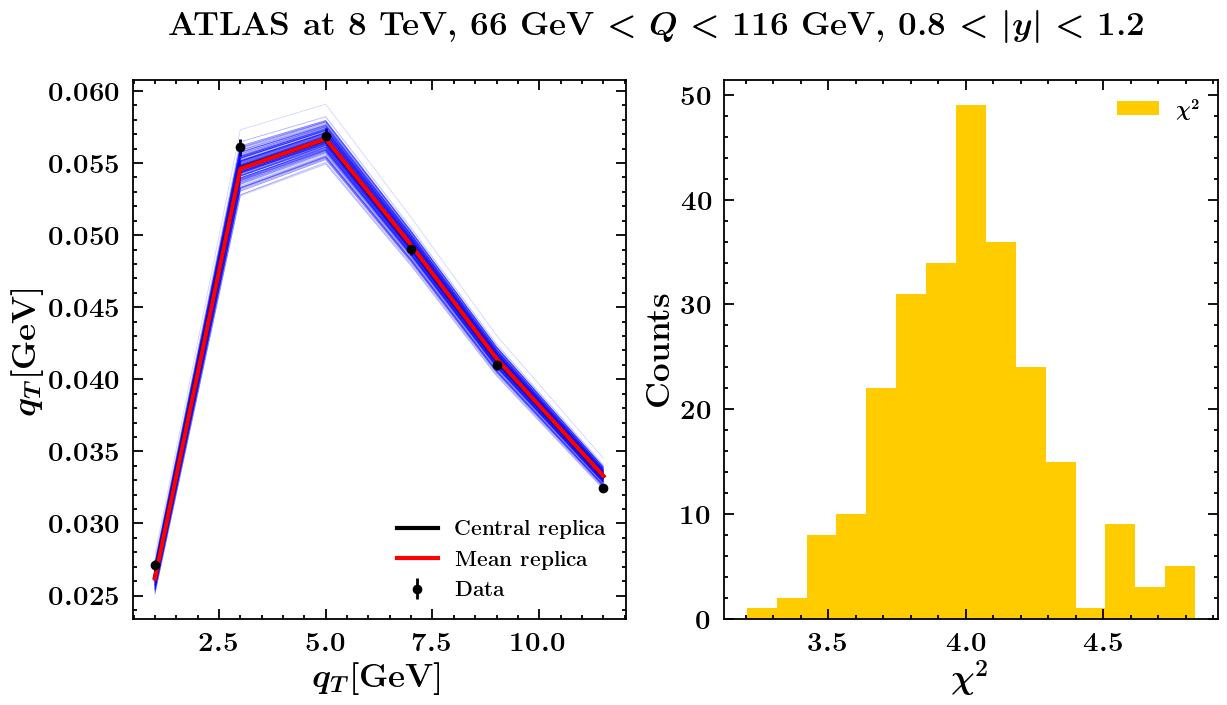 ATLAS at 8 TeV, 66 GeV < Q < 116 GeV, 0.8 < |y| < 1.2
q_T[GeV]
0.060
0.055
0.050
0.045
0.040
0.035
0.030
0.025
Central replica
Mean replica
Data
2.5 5.0 7.5 10.0
q_T[GeV]
Counts
50
40
30
20
10
0
χ²
3.5 4.0 4.5
χ²